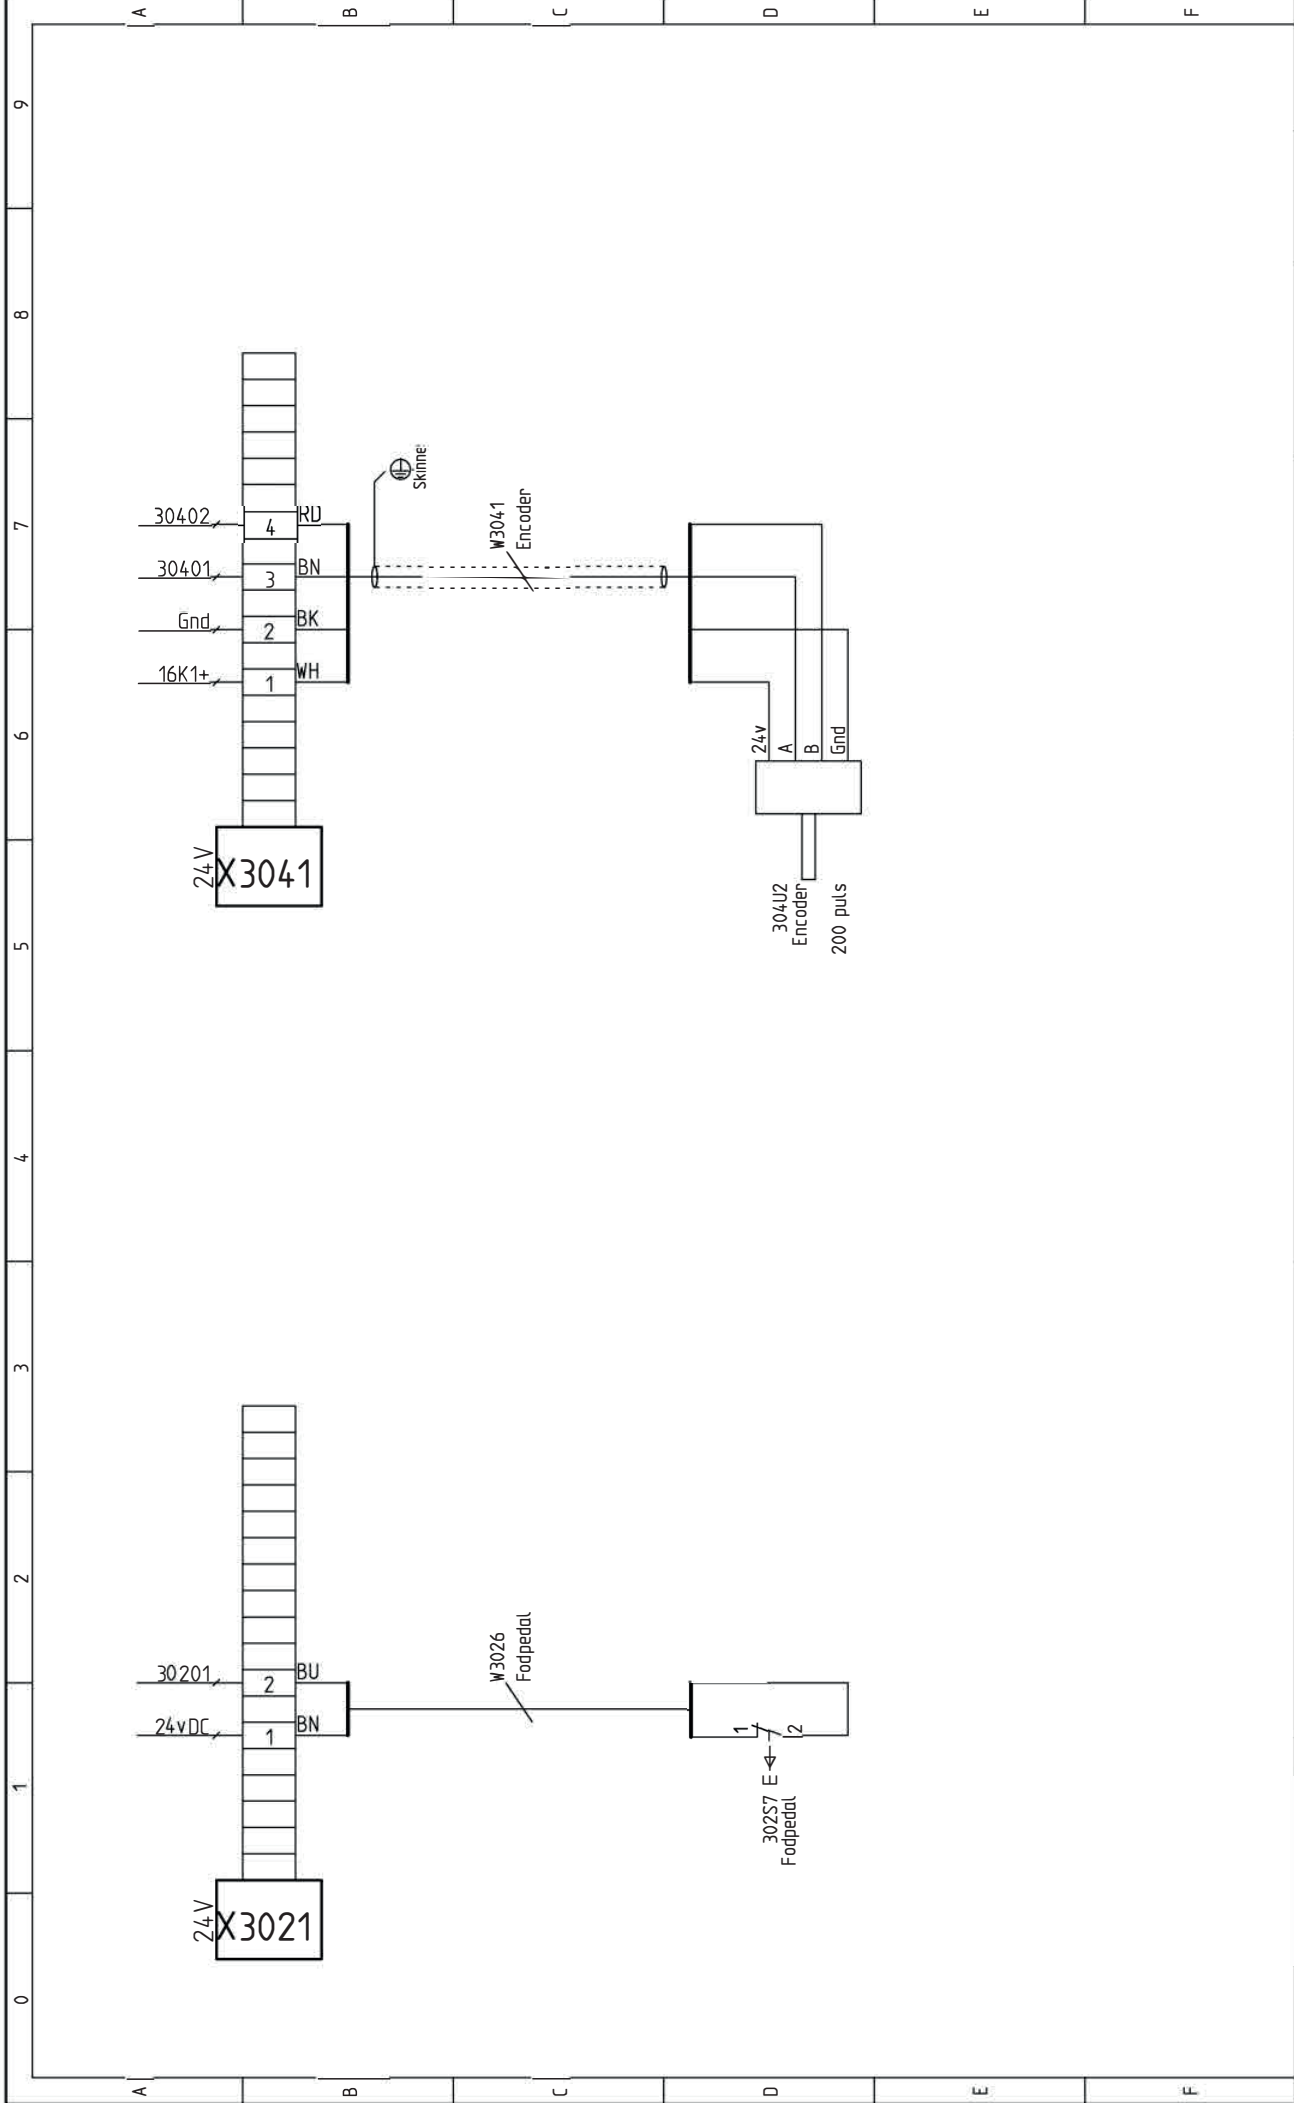 A
B
C
D
E
F
9
8
7
6
5
4
3
2
1
0
30402
4
RD
30401
3
BN
Gnd
2
BK
16K1+
1
WH
24V
X3041
Skinne
W3041
Encoder
24v
A
B
Gnd
304U2
Encoder
200 puls
30201
2
BU
24vDC
1
BN
24V
X3021
W3026
Fodpedal
1
2
302S7
Fodpedal
A
B
C
D
E
F